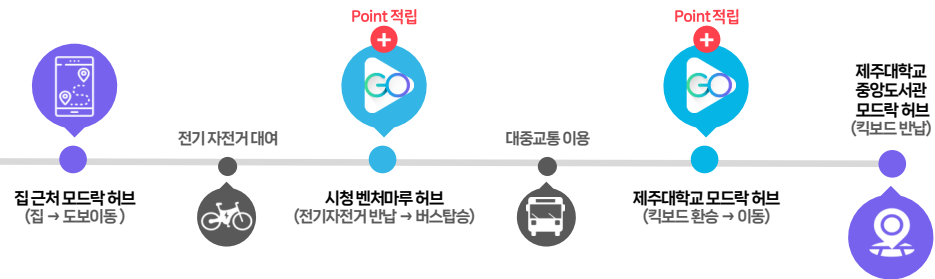 Point 적립
GO
Point 적립
GO
제주대학교
중앙도서관
모드락 허브
(킥보드 반납)
전기 자전거 대여
대중교통 이용
집 근처 모드락 허브
(집 → 도보이동 )
시청 벤처마루 허브
(전기자전거 반납 → 버스탑승)
제주대학교 모드락 허브
(킥보드 환승 → 이동)